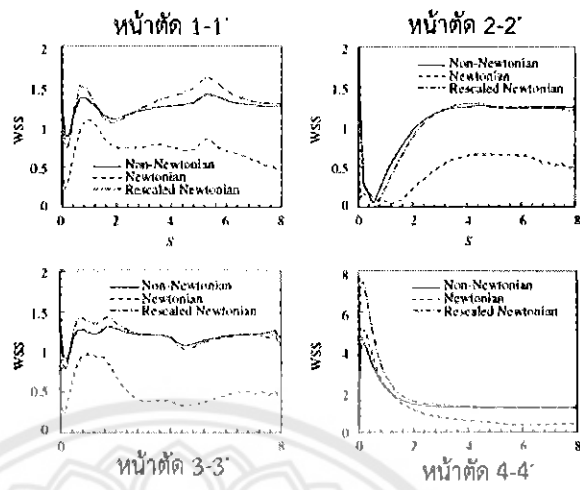 หน้าตัด 1-1'
2
1.5
1
0.5
0
WSS
Non-Newtonian
Newtonian
Rescaled Newtonian
0 2 4 6 8
s
หน้าตัด 2-2'
2
1.5
1
0.5
0
WSS
Non-Newtonian
Newtonian
Rescaled Newtonian
0 2 4 6 8
s
2
1.5
1
0.5
0
WSS
Non-Newtonian
Newtonian
Rescaled Newtonian
0 2 4 6 8
หน้าตัด 3-3'
8
6
4
2
0
WSS
Non-Newtonian
Newtonian
Rescaled Newtonian
0 2 4 6 8
หน้าตัด 4-4'